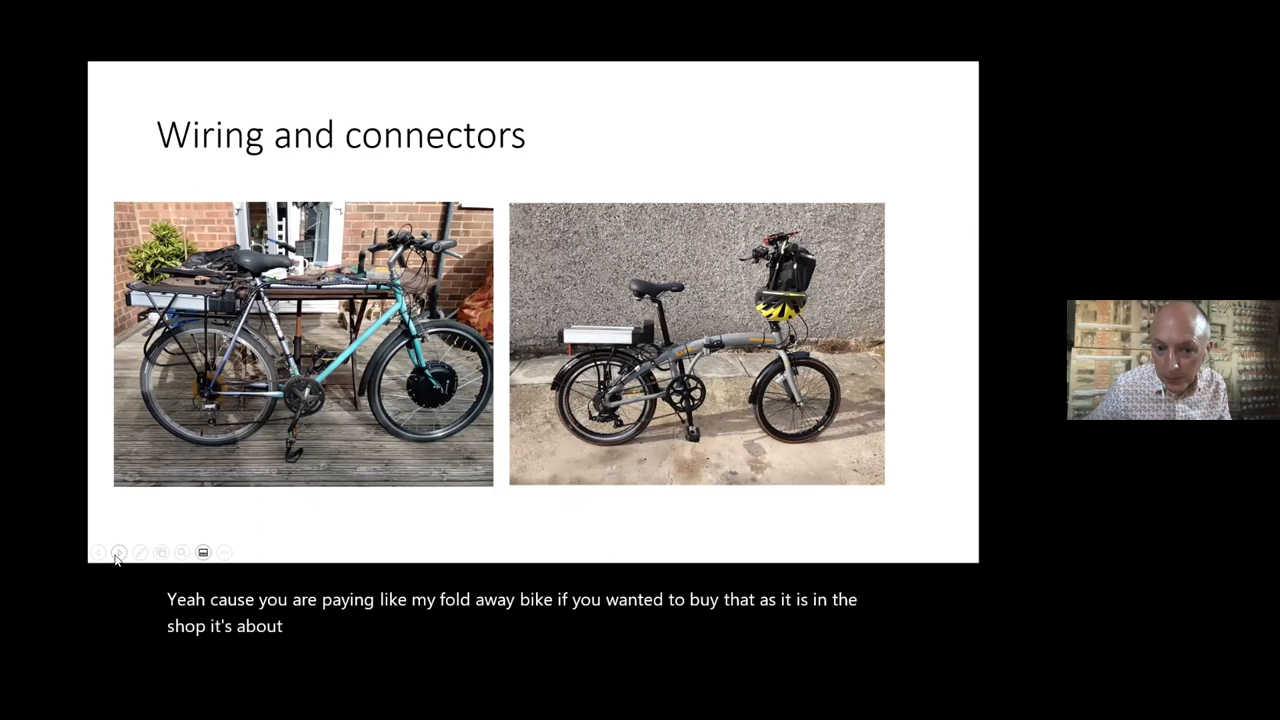 Wiring and connectors
Yeah cause you are paying like my fold away bike if you wanted to buy that as it is in the
shop it's about